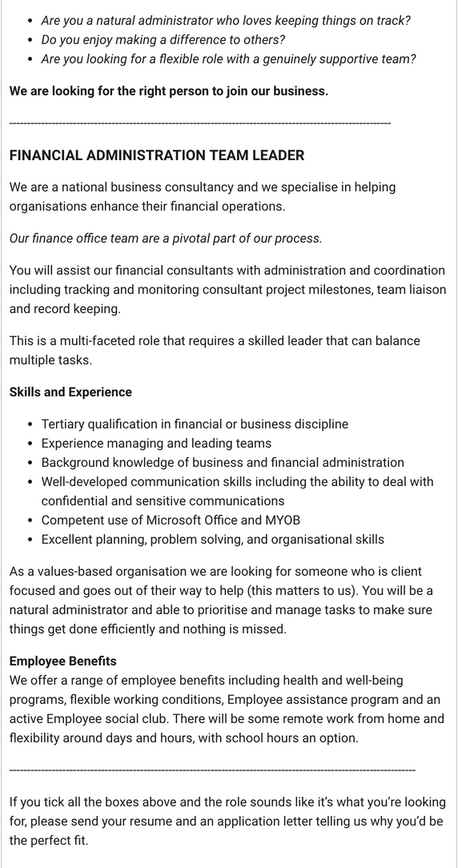 • Are you a natural administrator who loves keeping things on track?
• Do you enjoy making a difference to others?
• Are you looking for a flexible role with a genuinely supportive team?
We are looking for the right person to join our business.
--------------------------------------------------------------------------------------------------------------
FINANCIAL ADMINISTRATION TEAM LEADER
We are a national business consultancy and we specialise in helping
organisations enhance their financial operations.
Our finance office team are a pivotal part of our process.
You will assist our financial consultants with administration and coordination
including tracking and monitoring consultant project milestones, team liaison
and record keeping.
This is a multi-faceted role that requires a skilled leader that can balance
multiple tasks.
Skills and Experience
• Tertiary qualification in financial or business discipline
• Experience managing and leading teams
• Background knowledge of business and financial administration
• Well-developed communication skills including the ability to deal with
confidential and sensitive communications
• Competent use of Microsoft Office and MYOB
• Excellent planning, problem solving, and organisational skills
As a values-based organisation we are looking for someone who is client
focused and goes out of their way to help (this matters to us). You will be a
natural administrator and able to prioritise and manage tasks to make sure
things get done efficiently and nothing is missed.
Employee Benefits
We offer a range of employee benefits including health and well-being
programs, flexible working conditions, Employee assistance program and an
active Employee social club. There will be some remote work from home and
flexibility around days and hours, with school hours an option.
---------------------------------------------------------------------------------------------------------------------
If you tick all the boxes above and the role sounds like it’s what you’re looking
for, please send your resume and an application letter telling us why you’d be
the perfect fit.